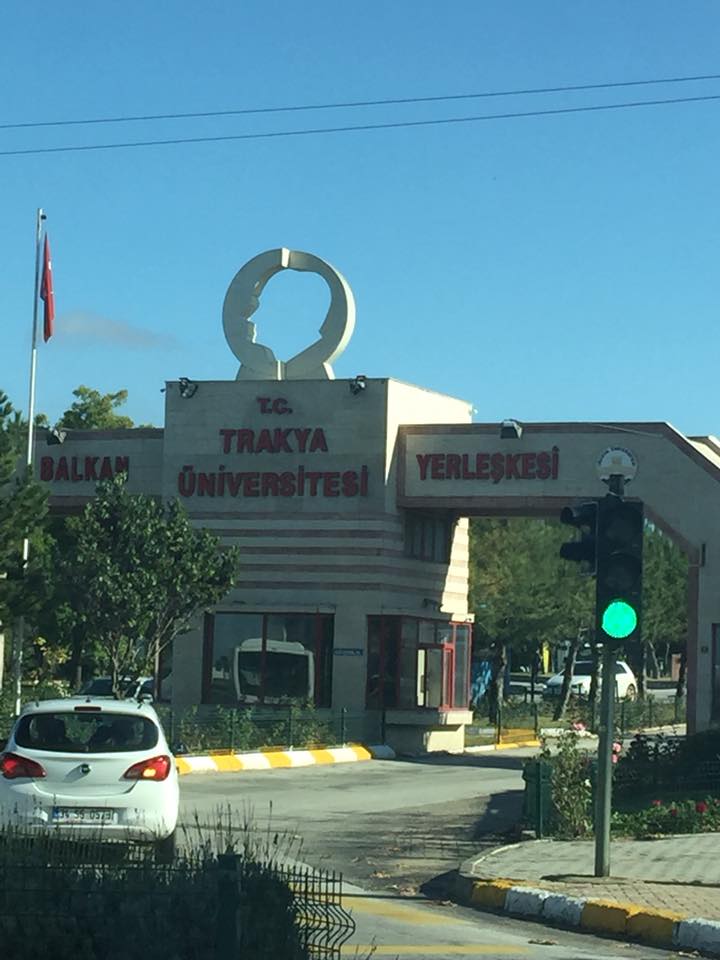 T.C.
TRAKYA
BALKAN ÜNİVERSİTESİ YERLEŞKESİ